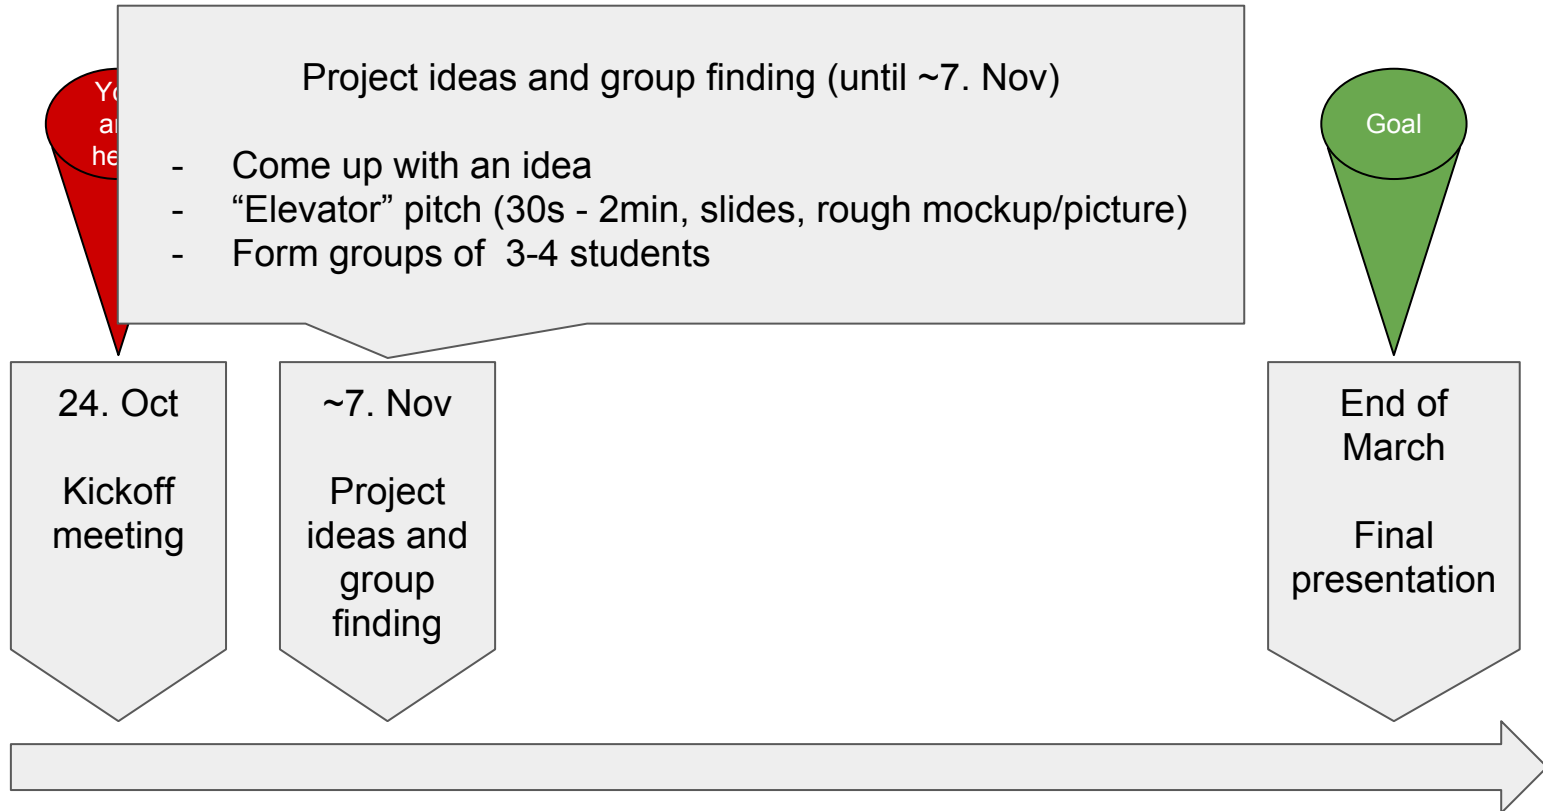 Project ideas and group finding (until ~7. Nov)
- Come up with an idea
- “Elevator” pitch (30s - 2min, slides, rough mockup/picture)
- Form groups of 3-4 students
Goal
24. Oct
Kickoff
meeting
~7. Nov
Project
ideas and
group
finding
End of
March
Final
presentation